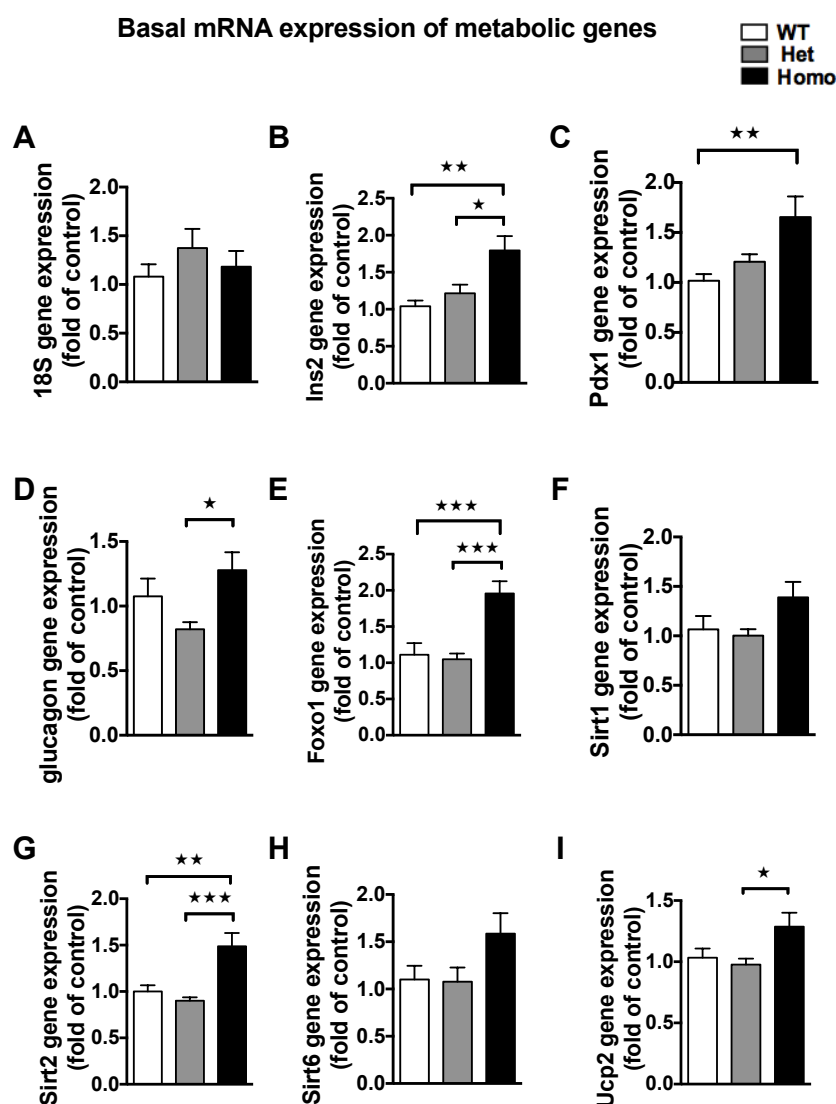 Basal mRNA expression of metabolic genes
WT
Het
Homo
A
18S gene expression
(fold of control)
2.0
1.5
1.0
0.5
0.0
B
Ins2 gene expression
(fold of control)
2.5
2.0
1.5
1.0
0.5
0.0
★★
★
C
Pdx1 gene expression
(fold of control)
2.0
1.5
1.0
0.5
0.0
★★
D
glucagon gene expression
(fold of control)
1.5
1.0
0.5
0.0
★
E
Foxo1 gene expression
(fold of control)
2.5
2.0
1.5
1.0
0.5
0.0
★★★
★★★
F
Sirt1 gene expression
(fold of control)
2.0
1.5
1.0
0.5
0.0
G
Sirt2 gene expression
(fold of control)
2.0
1.5
1.0
0.5
0.0
★★
★★★
H
Sirt6 gene expression
(fold of control)
2.0
1.5
1.0
0.5
0.0
I
Ucp2 gene expression
(fold of control)
1.5
1.0
0.5
0.0
★